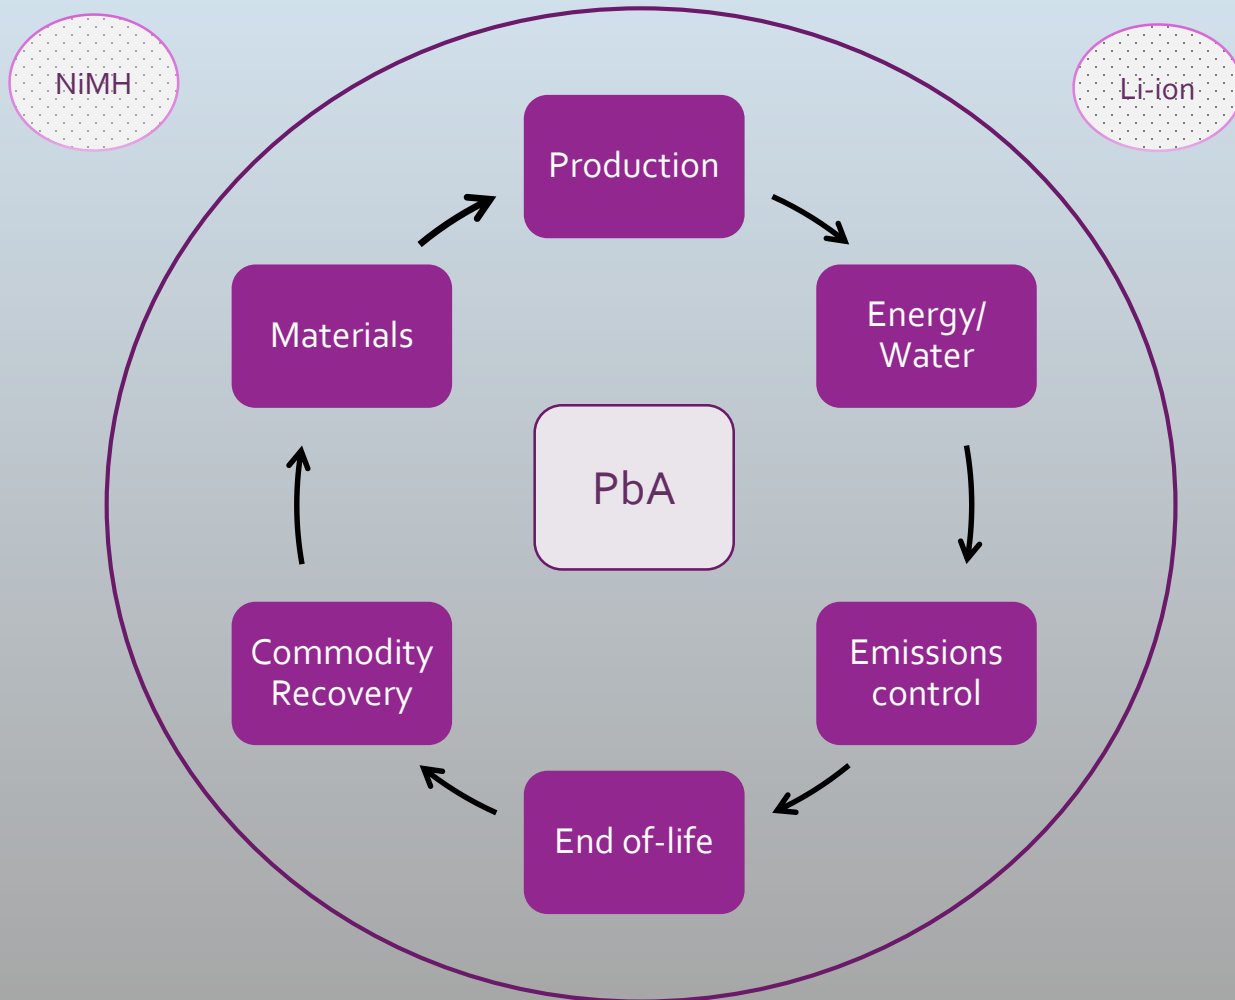 NiMH
Li-ion
Production
Materials
Energy/
Water
PbA
Commodity
Recovery
Emissions
control
End of-life